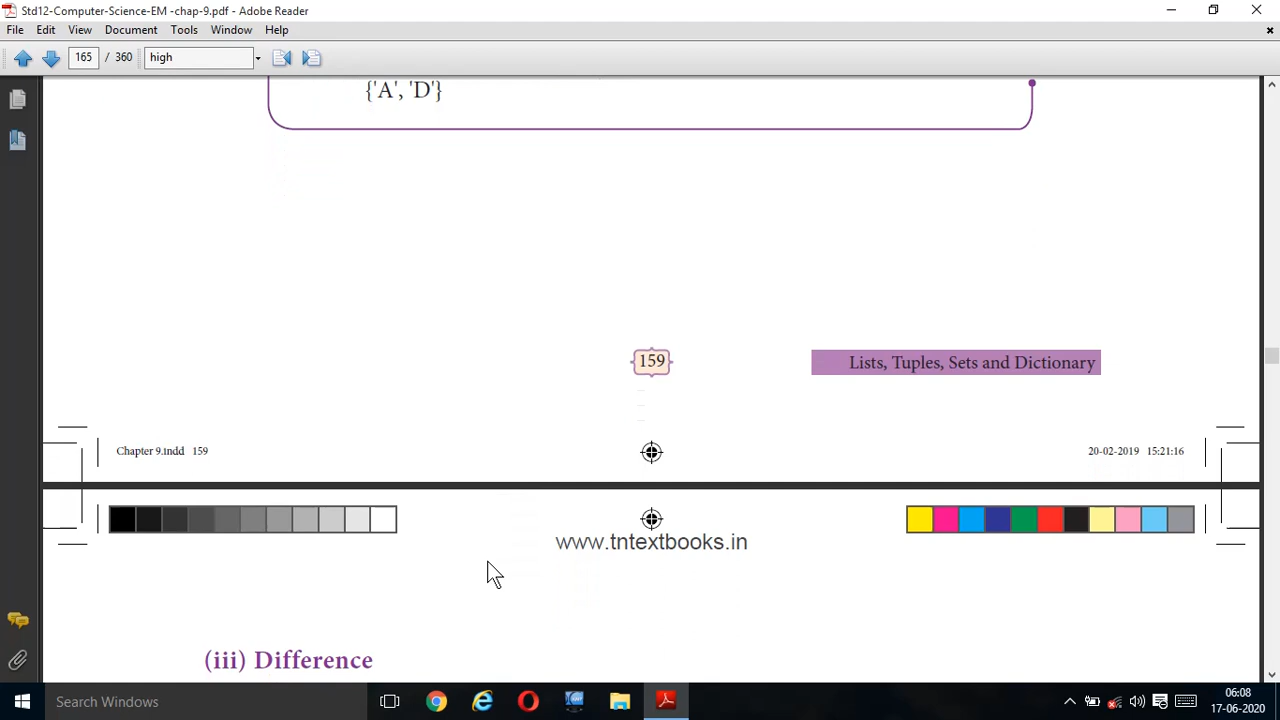 Std12-Computer-Science-EM -chap-9.pdf - Adobe Reader
File Edit View Document Tools Window Help
165 / 360 high
{'A', 'D'}
159
Lists, Tuples, Sets and Dictionary
Chapter 9.indd 159
20-02-2019 15:21:16
www.tntextbooks.in
(iii) Difference
Search Windows
06:08
17-06-2020